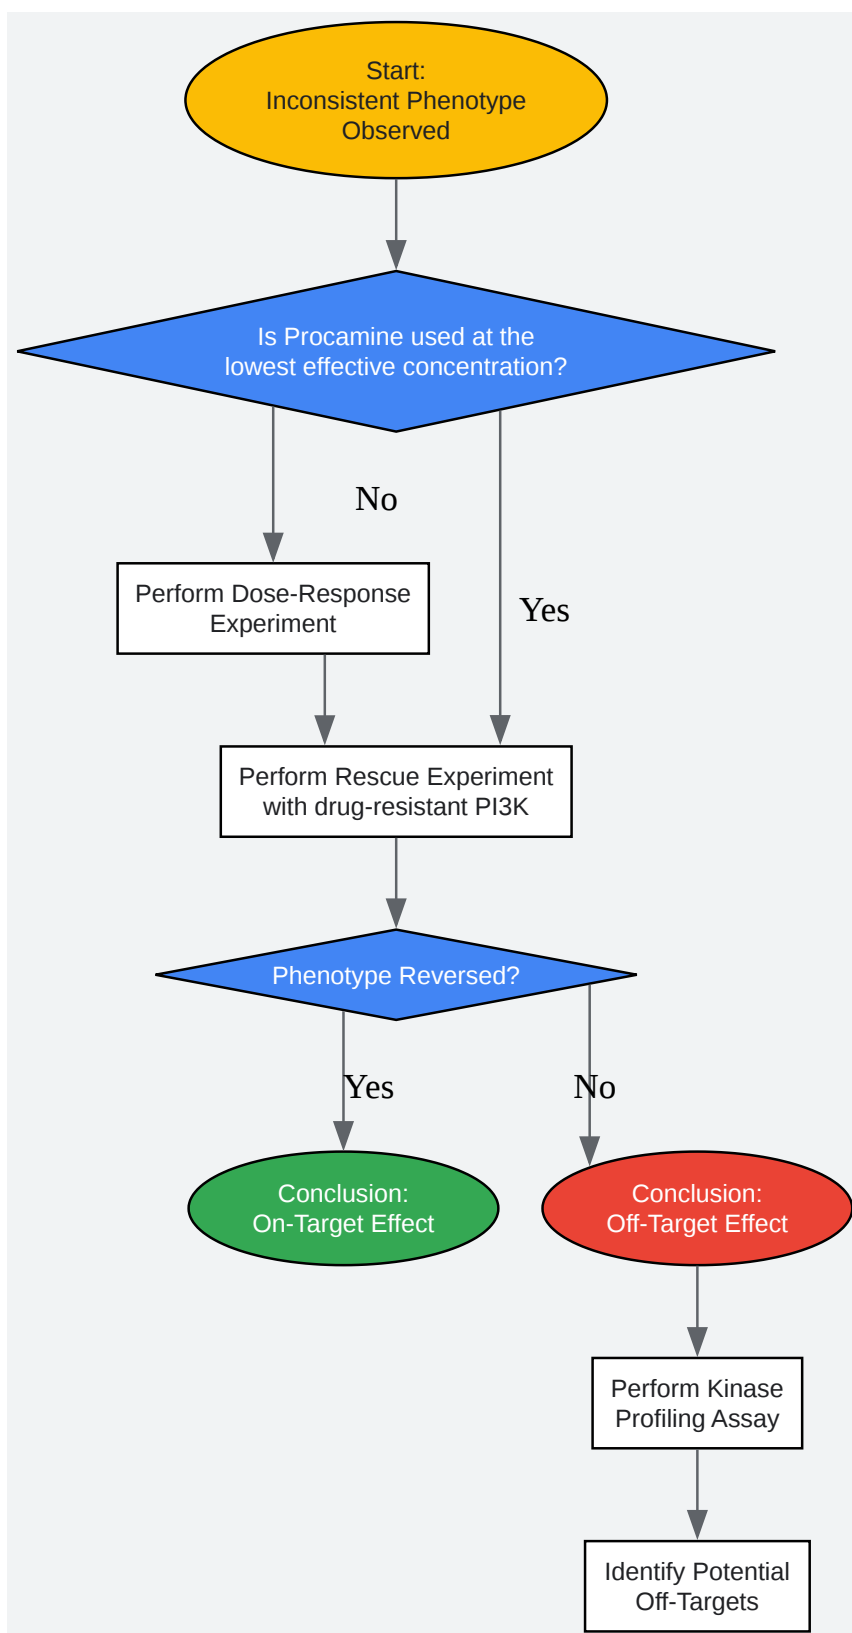 Start:
Inconsistent Phenotype
Observed
Is Procamine used at the
lowest effective concentration?
No
Perform Dose-Response
Experiment
Yes
Perform Rescue Experiment
with drug-resistant PI3K
Phenotype Reversed?
Yes
No
Conclusion:
On-Target Effect
Conclusion:
Off-Target Effect
Perform Kinase
Profiling Assay
Identify Potential
Off-Targets